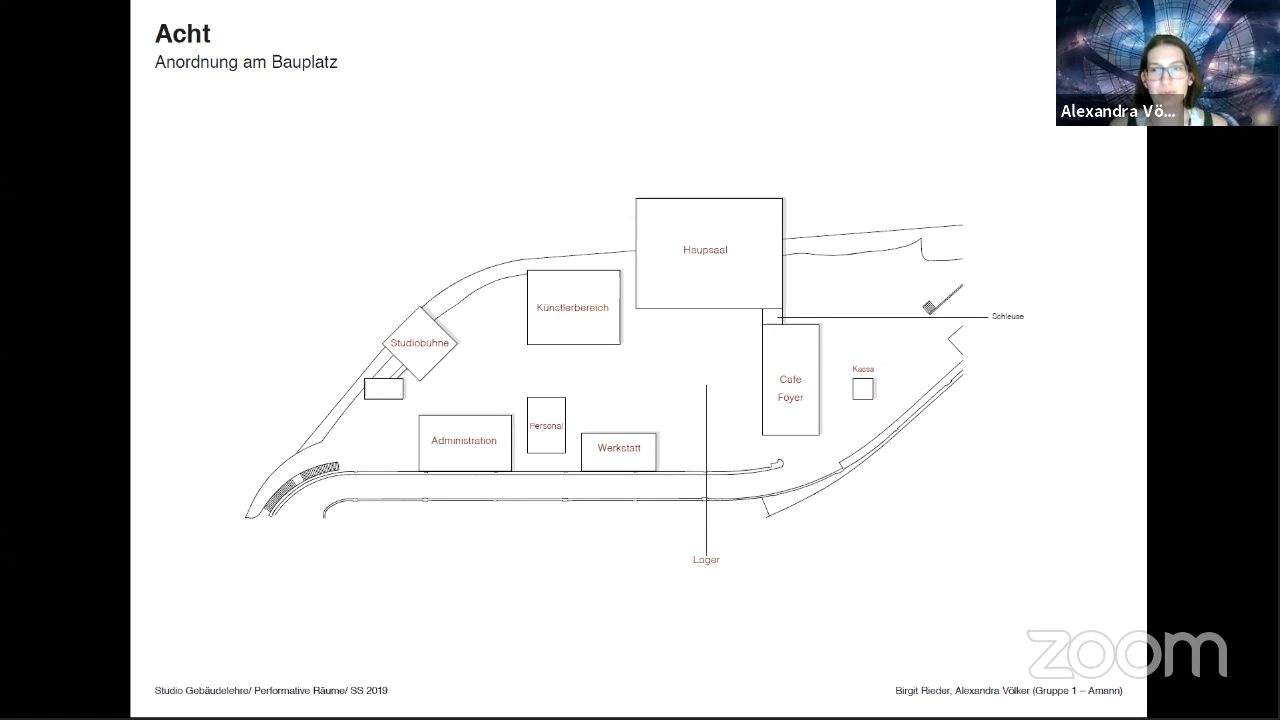 Acht
Anordnung am Bauplatz
Alexandra Vö...
Haupsaal
Künstlerbereich
Schleuse
Studiobühne
Kassa
Cafe
Foyer
Personal
Administration
Werkstatt
Lager
zoom
Studio Gebäudelehre/ Performative Räume/ SS 2019
Birgit Rieder, Alexandra Völker (Gruppe 1 – Amann)